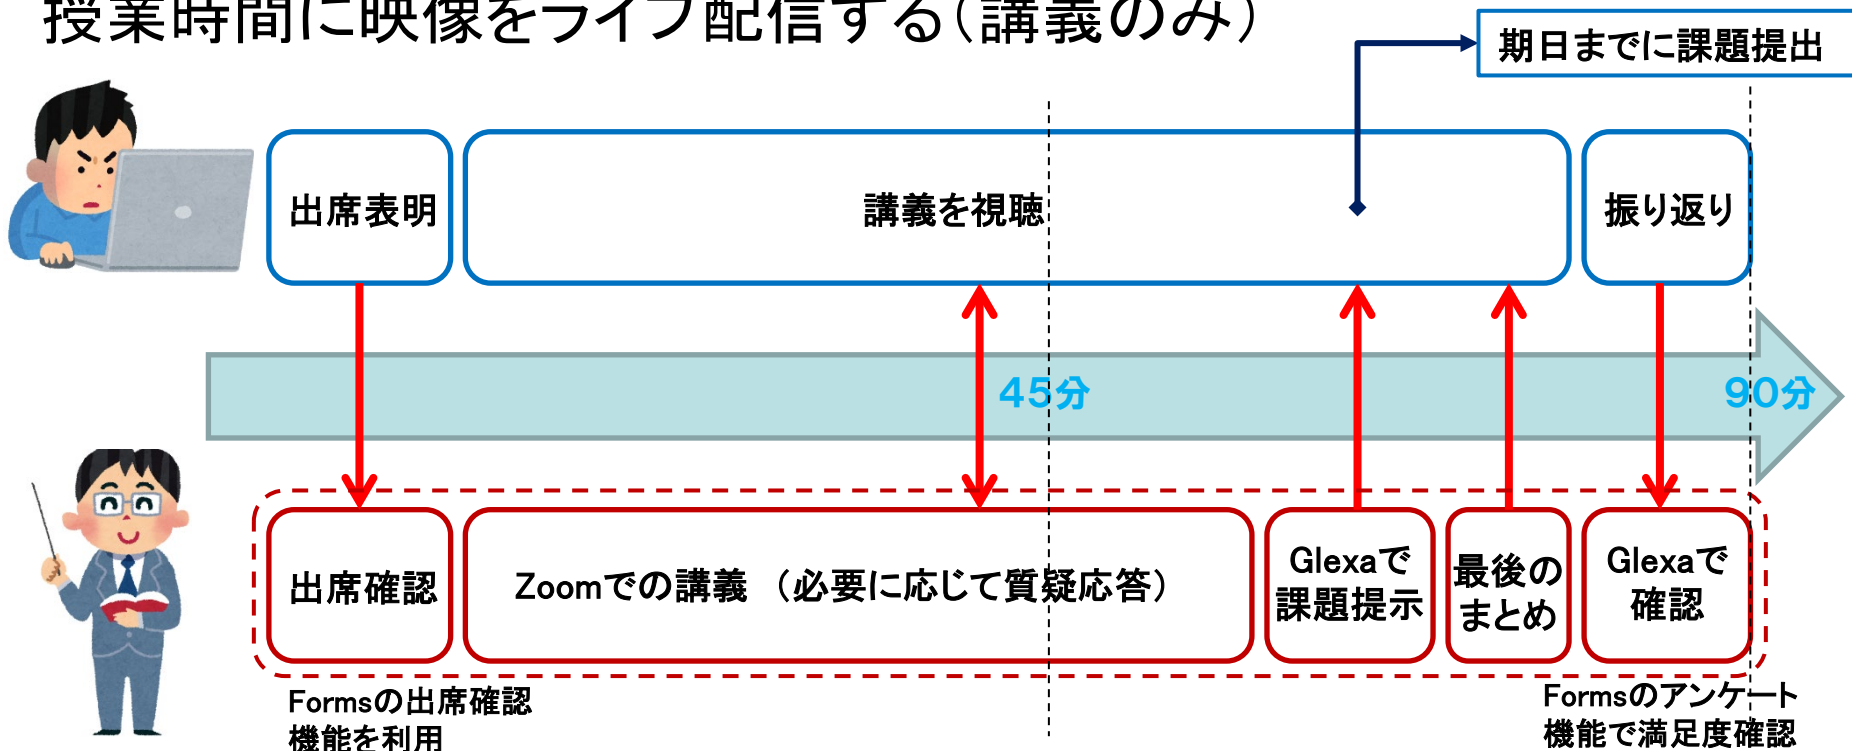 授業時間に映像をライブ配信する（講義のみ）
期日までに課題提出
出席表明
講義を視聴
振り返り
45分
90分
出席確認
Zoomでの講義 （必要に応じて質疑応答）
Glexaで
課題提示
最後の
まとめ
Glexaで
確認
Formsの出席確認
機能を利用
Formsのアンケート
機能で満足度確認